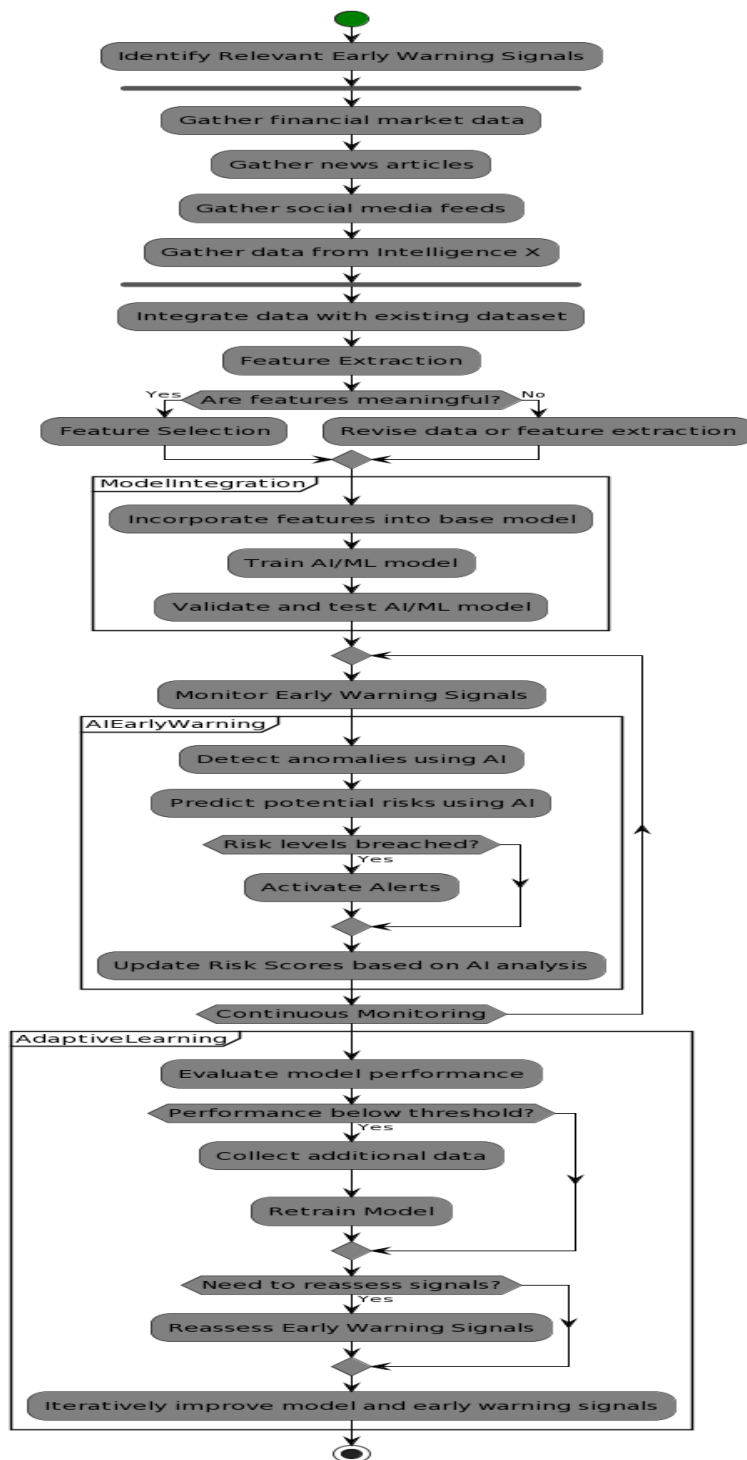 Identify Relevant Early Warning Signals
Gather financial market data
Gather news articles
Gather social media feeds
Gather data from Intelligence X
Integrate data with existing dataset
Feature Extraction
Yes
Are features meaningful?
No
Feature Selection
Revise data or feature extraction
ModelIntegration
Incorporate features into base model
Train AI/ML model
Validate and test AI/ML model
Monitor Early Warning Signals
AIEarlyWarning
Detect anomalies using AI
Predict potential risks using AI
Risk levels breached?
Yes
Activate Alerts
Update Risk Scores based on AI analysis
Continuous Monitoring
AdaptiveLearning
Evaluate model performance
Performance below threshold?
Yes
Collect additional data
Retrain Model
Need to reassess signals?
Yes
Reassess Early Warning Signals
Iteratively improve model and early warning signals